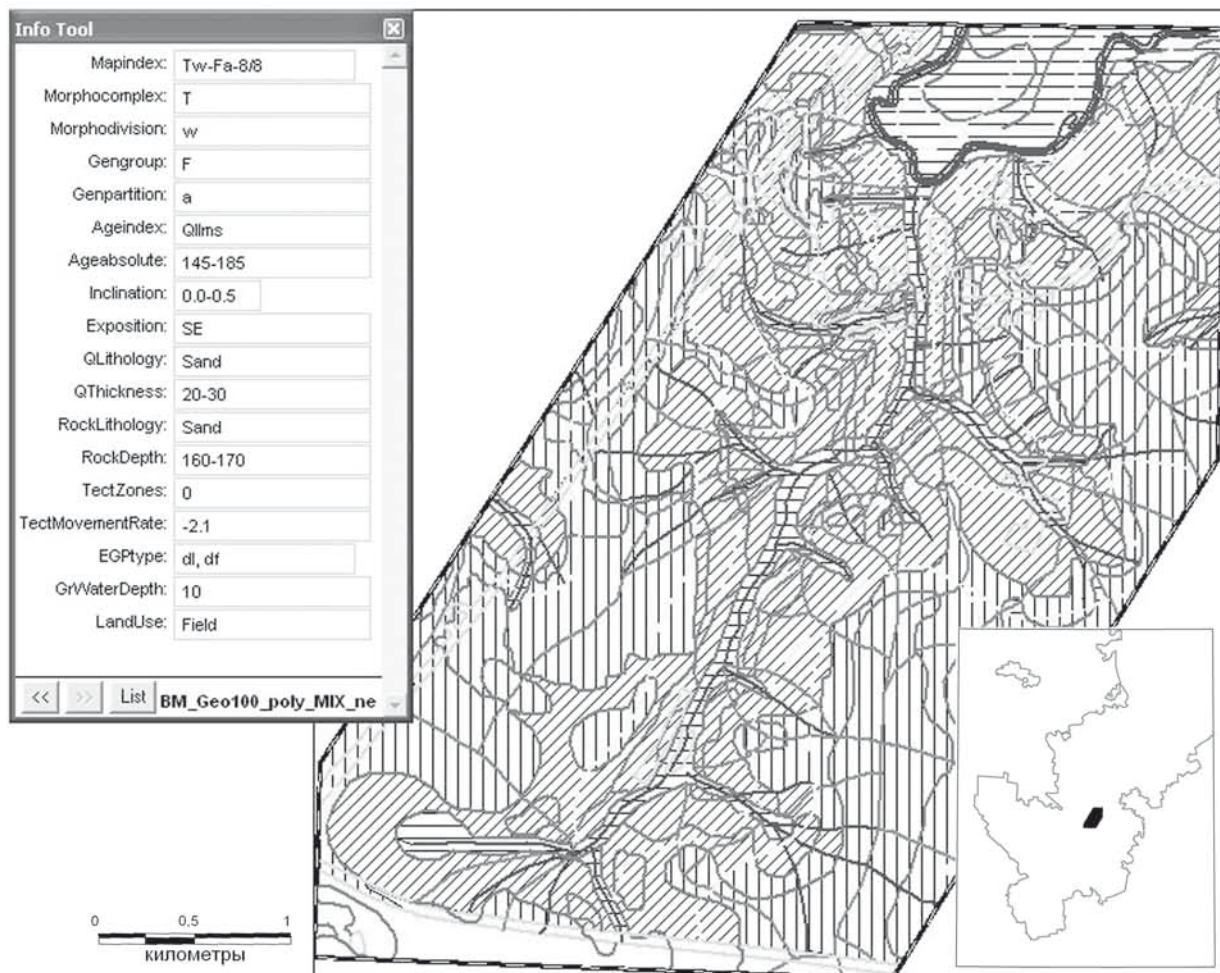 Info Tool
Mapindex: Tw-Fa-8/8
Morphocomplex: T
Morphodivision: w
Gengroup: F
Genpartition: a
Ageindex: QIIms
Ageabsolute: 145-185
Inclination: 0.0-0.5
Exposition: SE
QLithology: Sand
QThickness: 20-30
RockLithology: Sand
RockDepth: 160-170
TectZones: 0
TectMovementRate: -2.1
EGPtype: dl, df
GrWaterDepth: 10
LandUse: Field
<< >> List BM_Geo100_poly_MIX_ne
0 0,5 1
километры